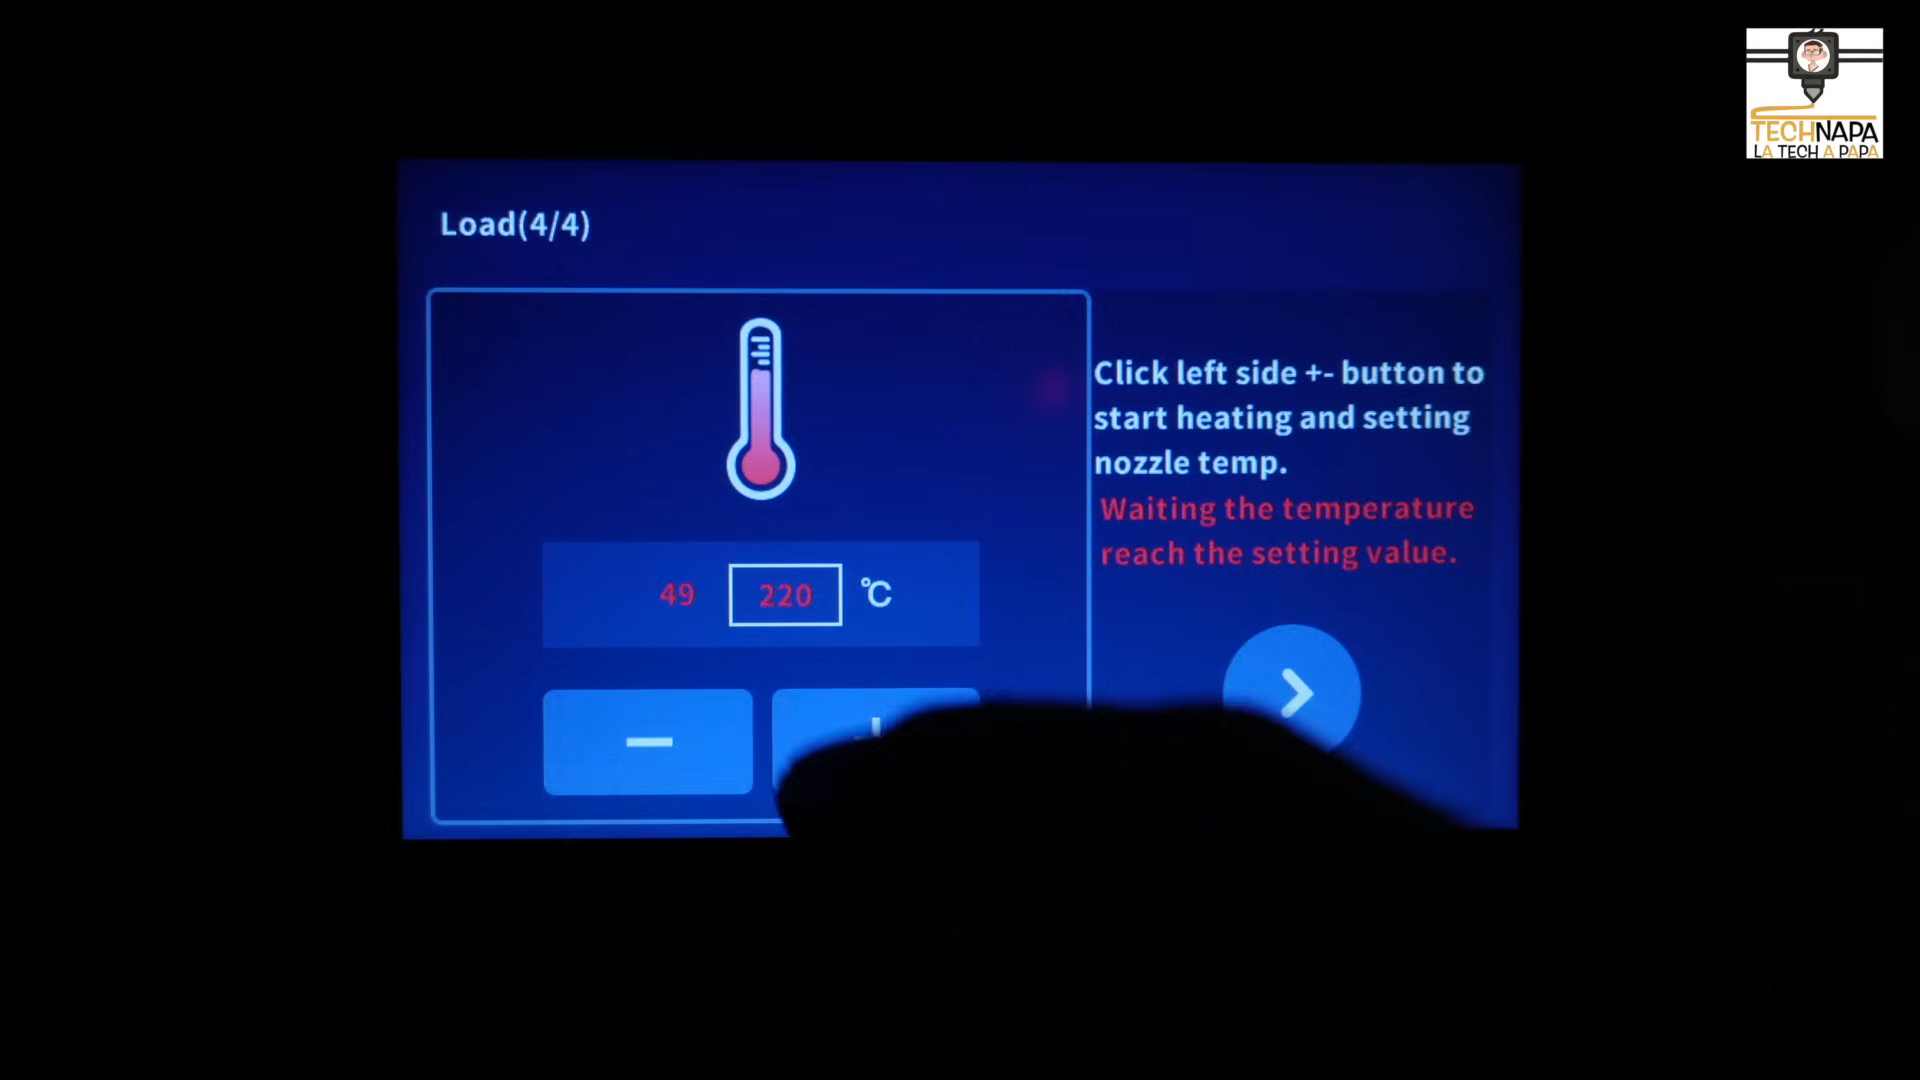 TECHNAPA
LA TECH A PAPA
Load(4/4)
Click left side +- button to
start heating and setting
nozzle temp.
Waiting the temperature
reach the setting value.
49 220 °C